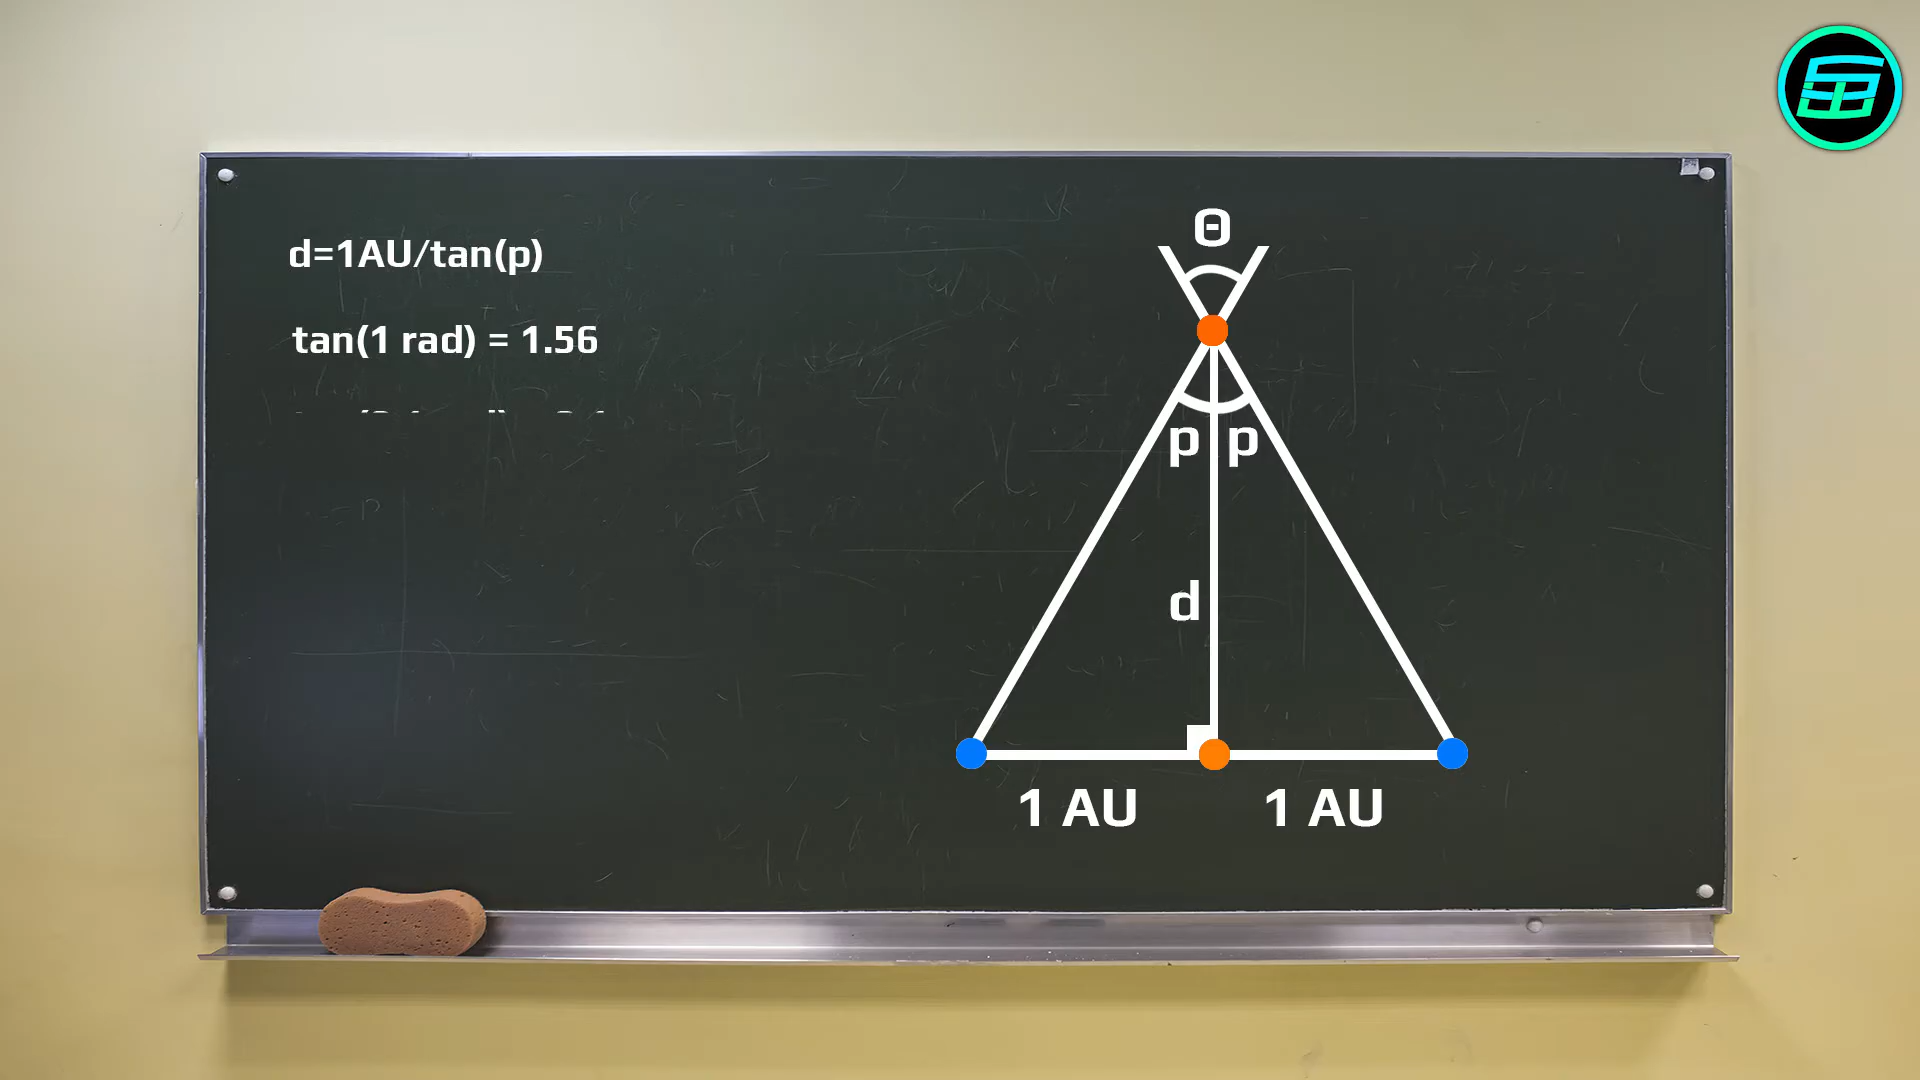 d=1AU/tan(p)
tan(1 rad) = 1.56
Θ
p p
d
1 AU 1 AU